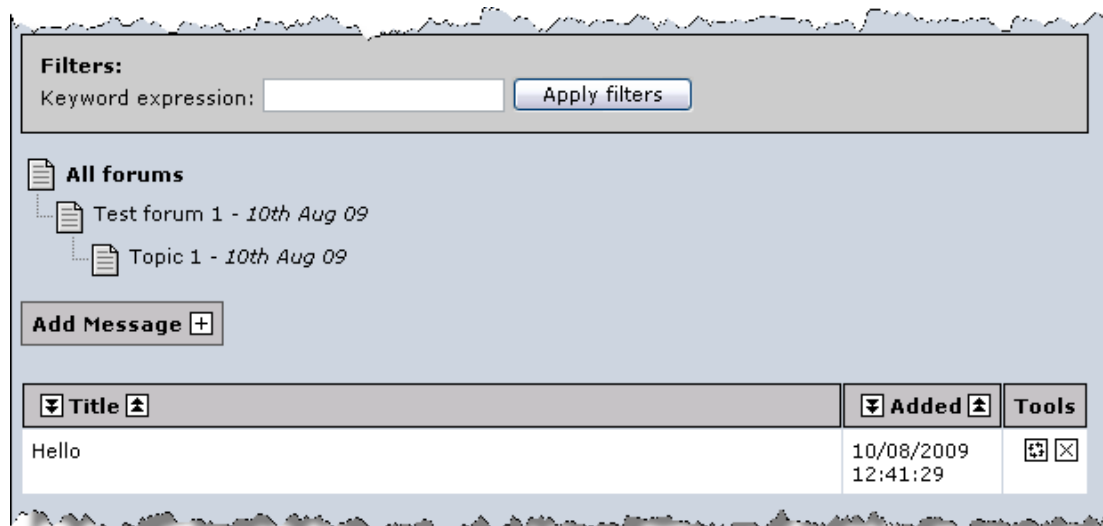 Filters:
Keyword expression: Apply filters
All forums
Test forum 1 - 10th Aug 09
Topic 1 - 10th Aug 09
Add Message
Title Added Tools
Hello 10/08/2009
12:41:29